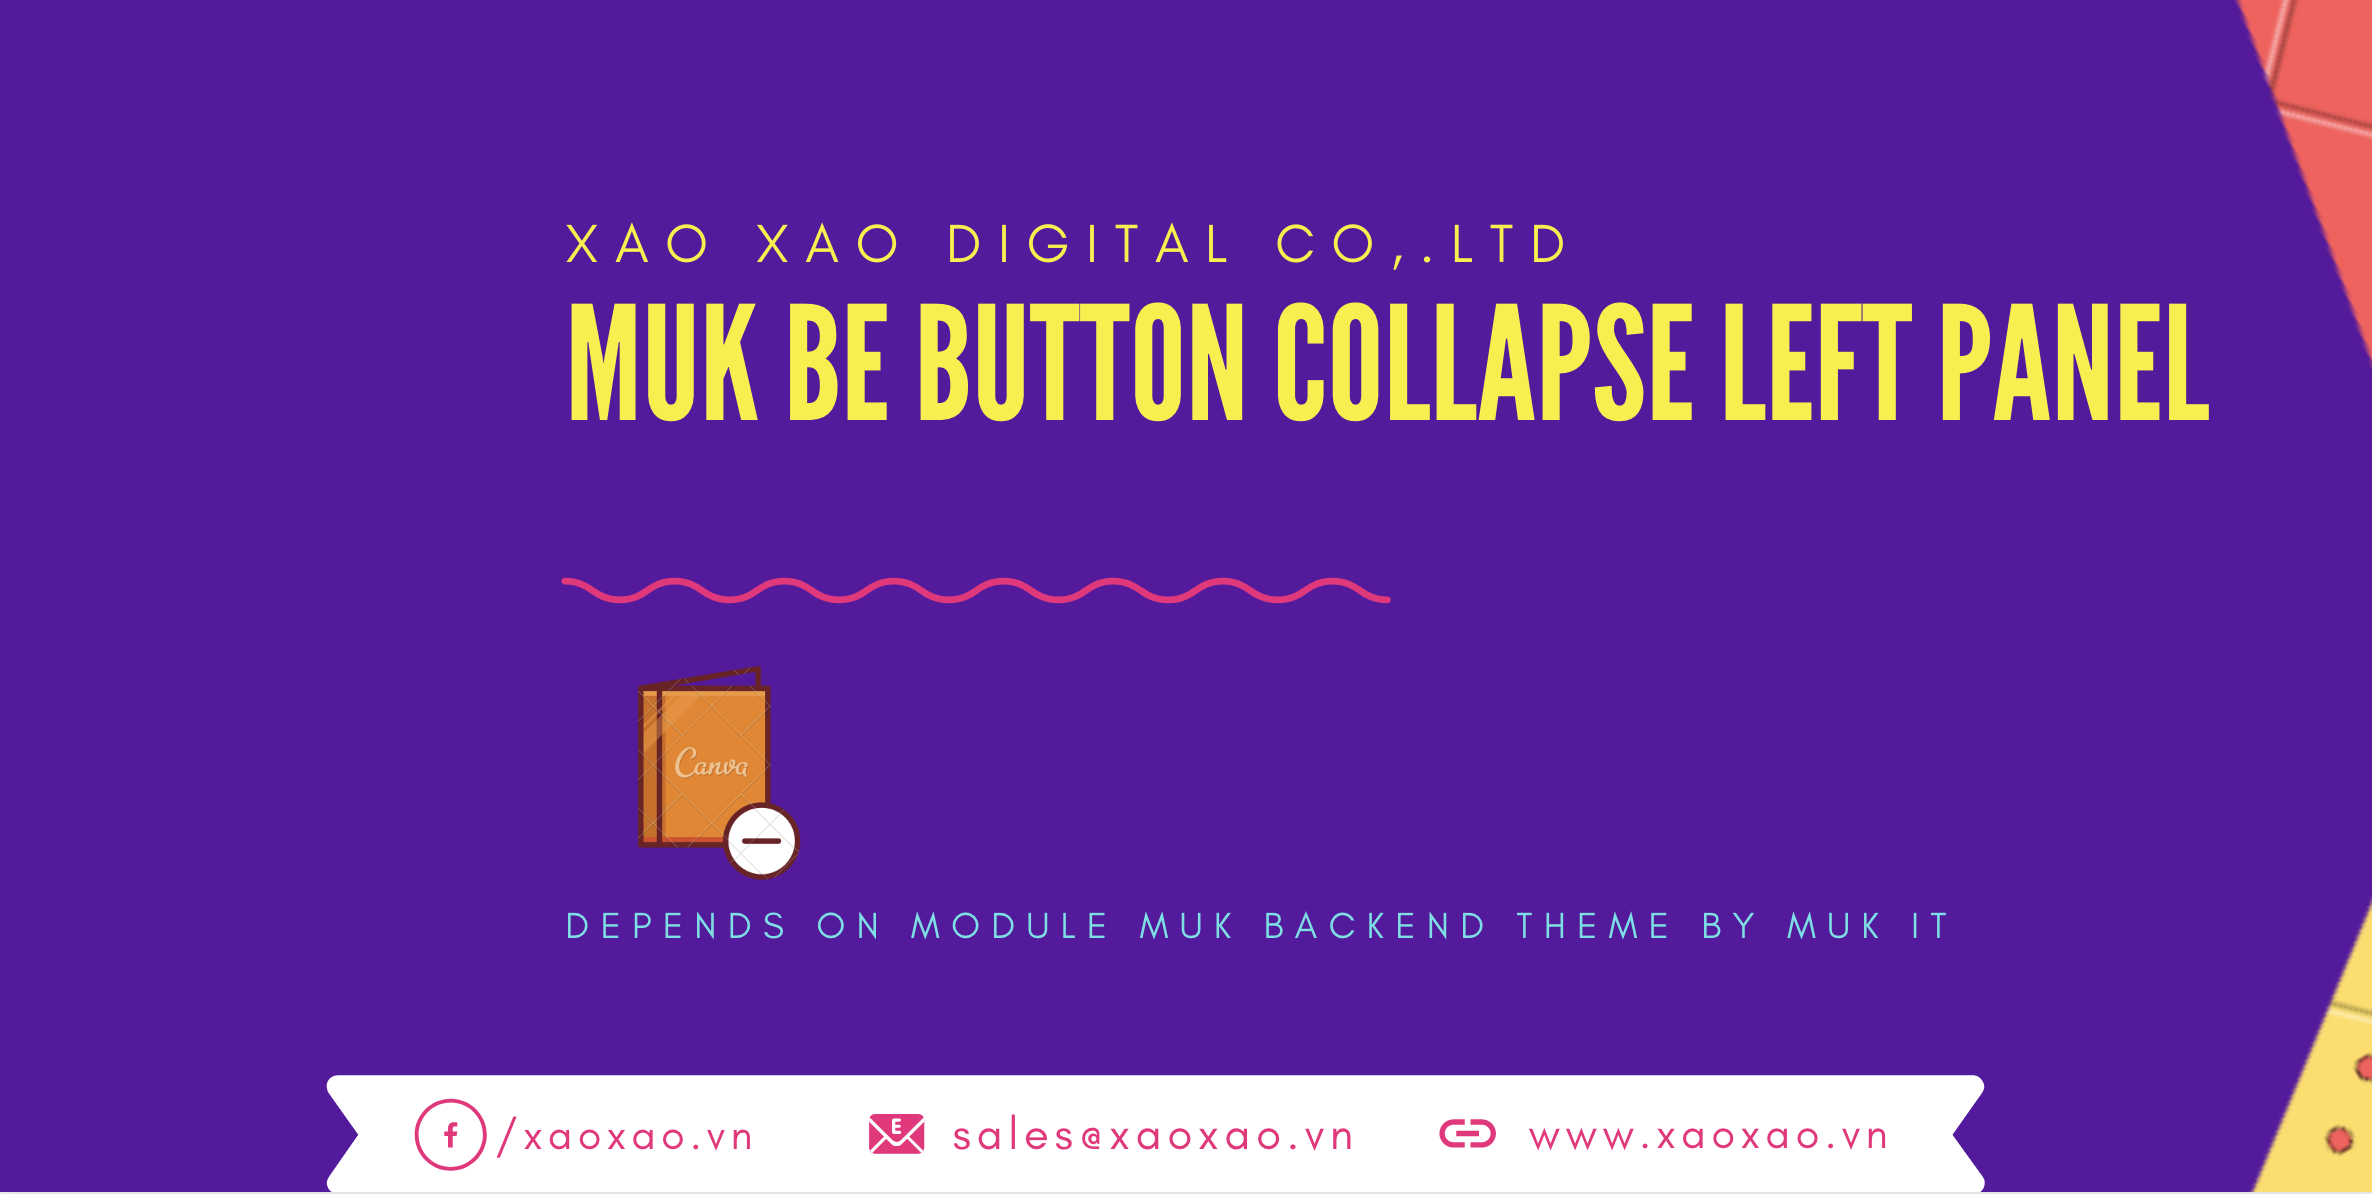 XAO XAO DIGITAL CO,.LTD
MUK BE BUTTON COLLAPSE LEFT PANEL
Canva
DEPENDS ON MODULE MUK BACKEND THEME BY MUK IT
f /xaoxao.vn E sales@xaoxao.vn www.xaoxao.vn